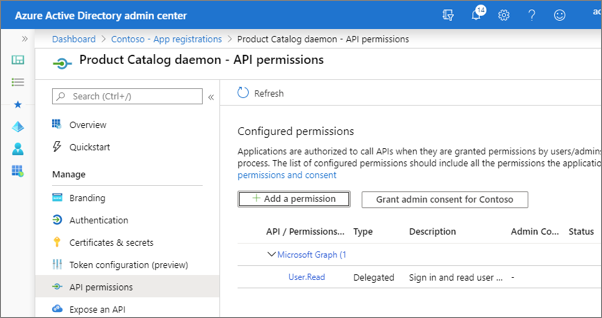 Azure Active Directory admin center
14
Dashboard > Contoso - App registrations > Product Catalog daemon - API permissions
Product Catalog daemon - API permissions
Search (Ctrl+/)
Overview
Quickstart
Manage
Branding
Authentication
Certificates & secrets
Token configuration (preview)
API permissions
Expose an API
Refresh
Configured permissions
Applications are authorized to call APIs when they are granted permissions by users/admins
process. The list of configured permissions should include all the permissions the application
permissions and consent
+ Add a permission
Grant admin consent for Contoso
API / Permissions... Type Description Admin Co... Status
Microsoft Graph (1
User.Read Delegated Sign in and read user ... -